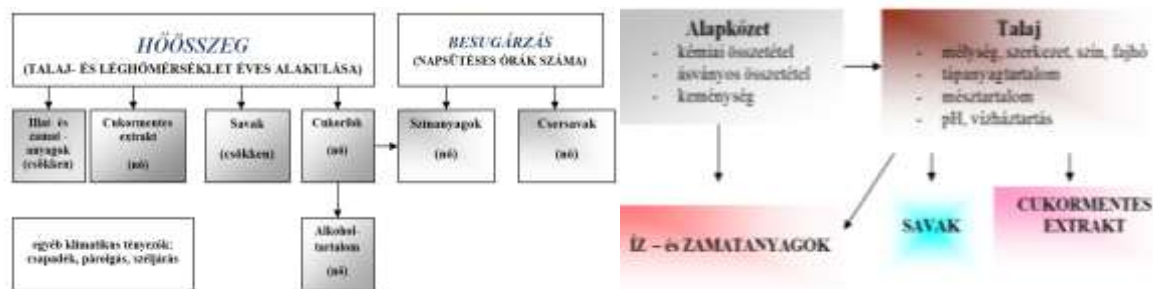 HŐÖSSZEG
(TALAJ- ÉS LÉGHŐMÉRSÉKLET ÉVES ALAKULÁSA)
BESUGÁRZÁS
(NAPSÜTÉSES ÓRÁK SZÁMA)
Illat és
zamat -
anyagok
(csökken)
Cukormentes
extrakt
(nő)
Savak
(csökken)
Cukorfok
(nő)
Színanyagok
(nő)
Csersavak
(nő)
egyéb klimatikus tényezők:
csapadék, párolgás, széljárás
Alkohol-
tartalom
(nő)
Alapkőzet
- kémiai összetétel
- ásványos összetétel
- keménység
Talaj
- mélység, szerkezet, szín, fajhő
- tápanyagtartalom
- mésztartalom
- pH, vízháztartás
ÍZ – és ZAMATANYAGOK
SAVAK
CUKORMENTES
EXTRAKT